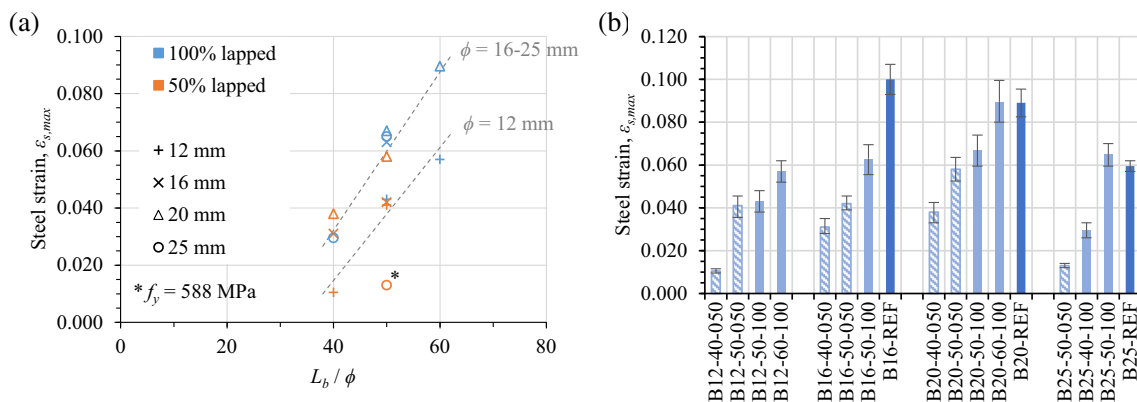 (a)
Steel strain, εs,max
0.100
0.080
0.060
0.040
0.020
0.000
100% lapped
50% lapped
12 mm
16 mm
20 mm
25 mm
* fy = 588 MPa
ϕ = 16-25 mm
ϕ = 12 mm
*
0
20
40
60
80
Lb / ϕ
(b)
Steel strain, εs,max
0.120
0.100
0.080
0.060
0.040
0.020
0.000
B12-40-050
B12-50-050
B12-50-100
B12-60-100
B16-40-050
B16-50-050
B16-50-100
B16-REF
B20-40-050
B20-50-050
B20-50-100
B20-60-100
B20-REF
B25-50-050
B25-40-100
B25-50-100
B25-REF